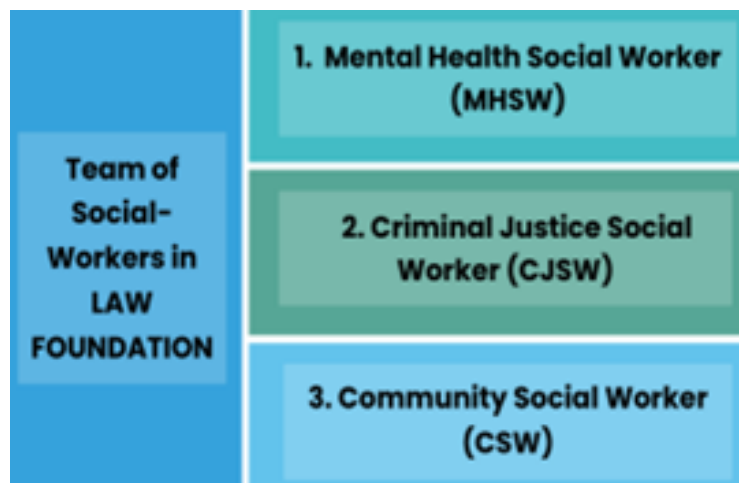 Team of
Social-
Workers in
LAW
FOUNDATION
1. Mental Health Social Worker
(MHSW)
2. Criminal Justice Social
Worker (CJSW)
3. Community Social Worker
(CSW)